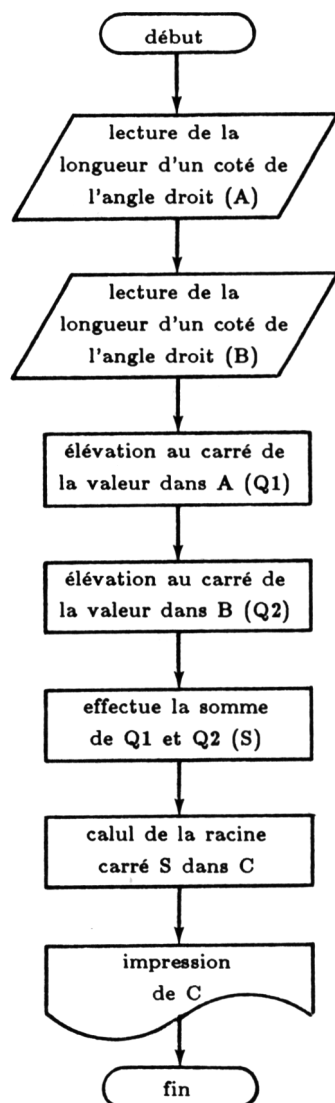 début
lecture de la
longueur d'un coté de
l'angle droit (A)
lecture de la
longueur d'un coté de
l'angle droit (B)
élévation au carré de
la valeur dans A (Q1)
élévation au carré de
la valeur dans B (Q2)
effectue la somme
de Q1 et Q2 (S)
calul de la racine
carré S dans C
impression
de C
fin